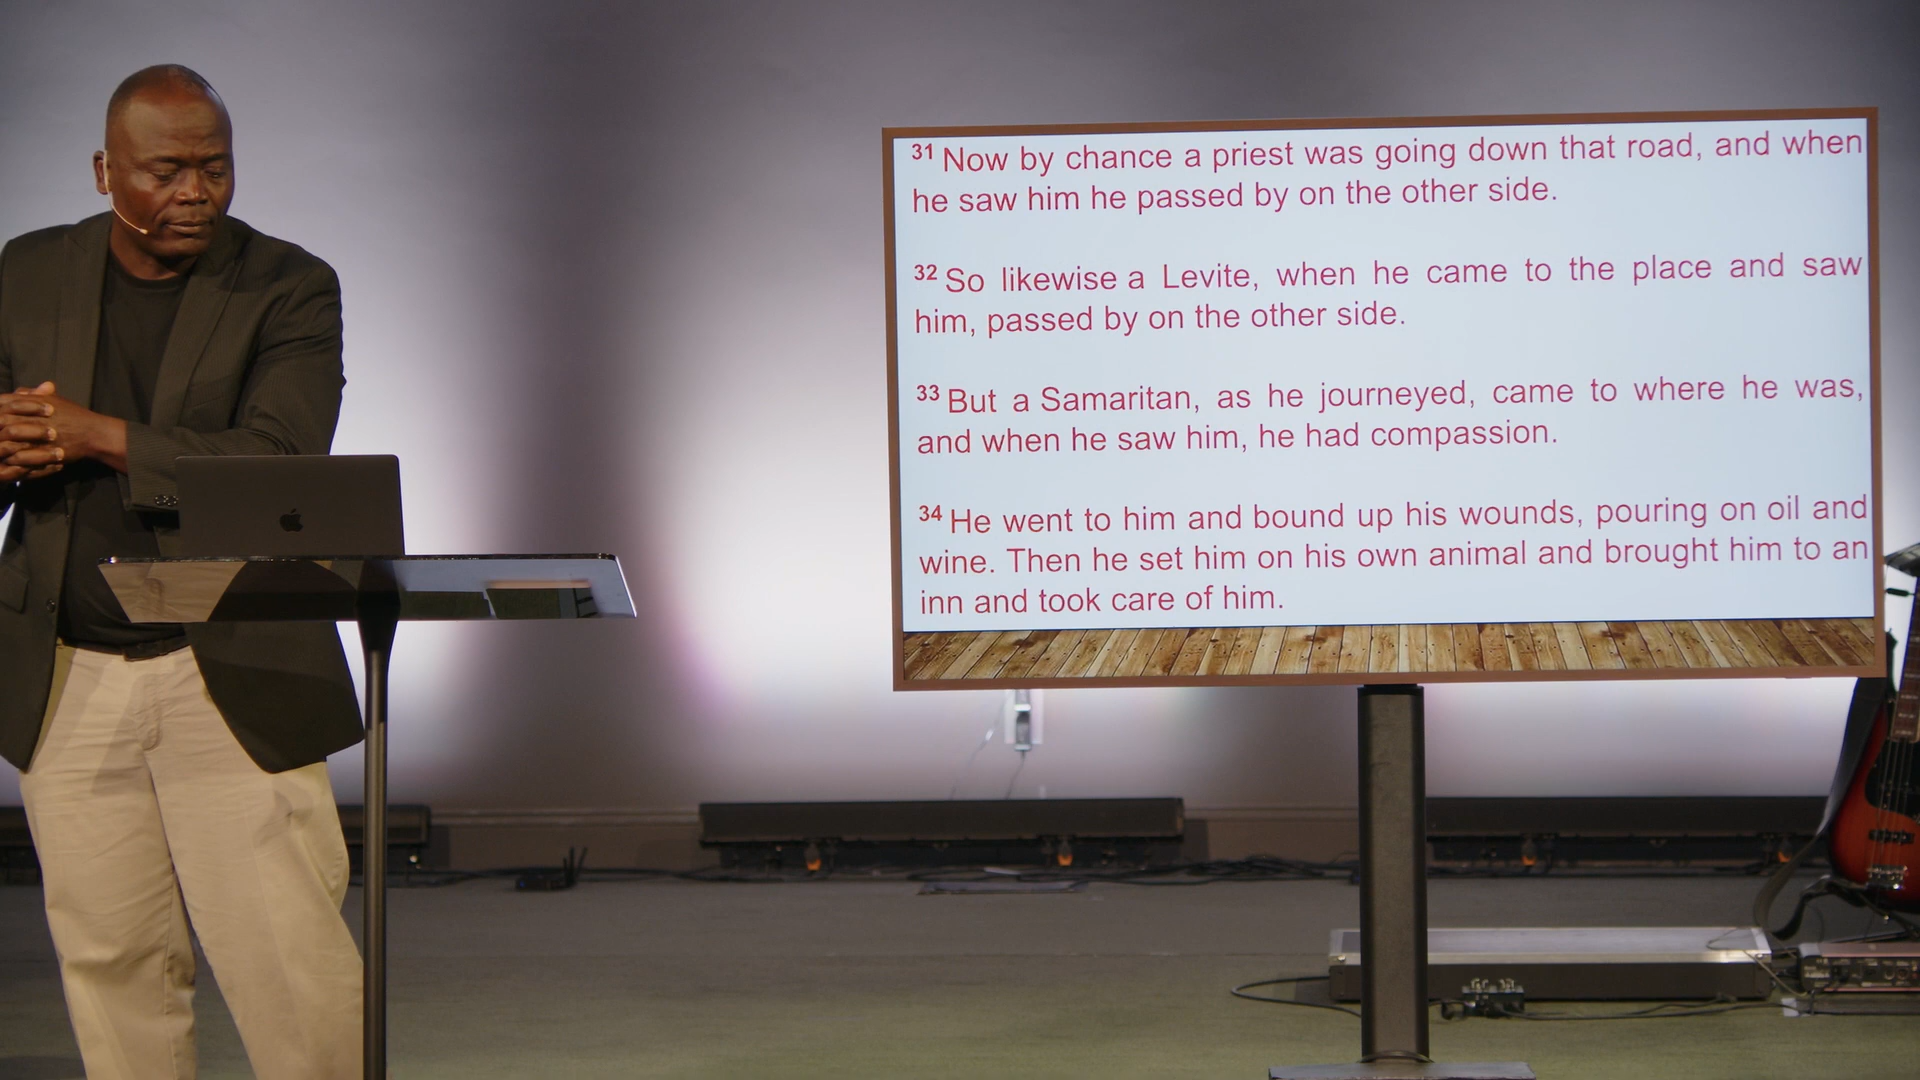 31 Now by chance a priest was going down that road, and when
he saw him he passed by on the other side.
32 So likewise a Levite, when he came to the place and saw
him, passed by on the other side.
33 But a Samaritan, as he journeyed, came to where he was,
and when he saw him, he had compassion.
34 He went to him and bound up his wounds, pouring on oil and
wine. Then he set him on his own animal and brought him to an
inn and took care of him.